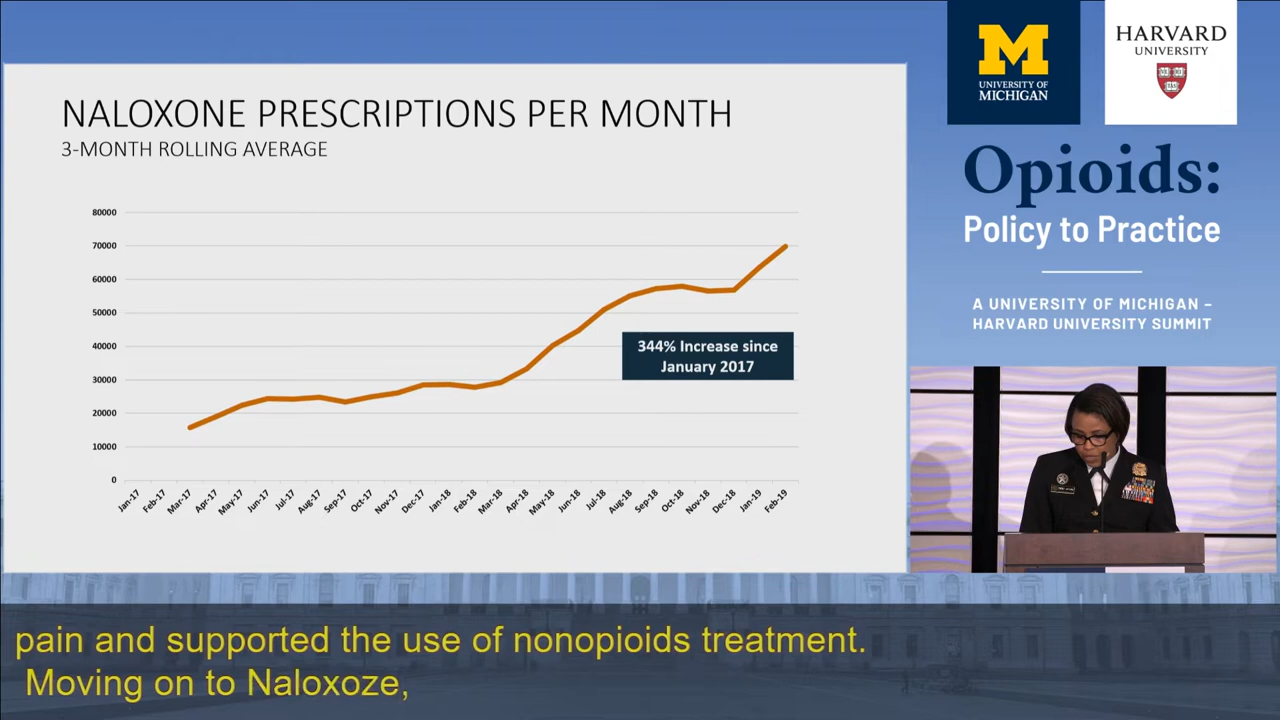 NALOXONE PRESCRIPTIONS PER MONTH
3-MONTH ROLLING AVERAGE
80000
70000
60000
50000
40000
30000
20000
10000
0
344% Increase since
January 2017
Jan-17
Feb-17
Mar-17
Apr-17
May-17
Jun-17
Jul-17
Aug-17
Sep-17
Oct-17
Nov-17
Dec-17
Jan-18
Feb-18
Mar-18
Apr-18
May-18
Jun-18
Jul-18
Aug-18
Sep-18
Oct-18
Nov-18
Dec-18
Jan-19
Feb-19
M
UNIVERSITY OF
MICHIGAN
HARVARD
UNIVERSITY
Opioids:
Policy to Practice
A UNIVERSITY OF MICHIGAN –
HARVARD UNIVERSITY SUMMIT
pain and supported the use of nonopioids treatment.
Moving on to Naloxoze,